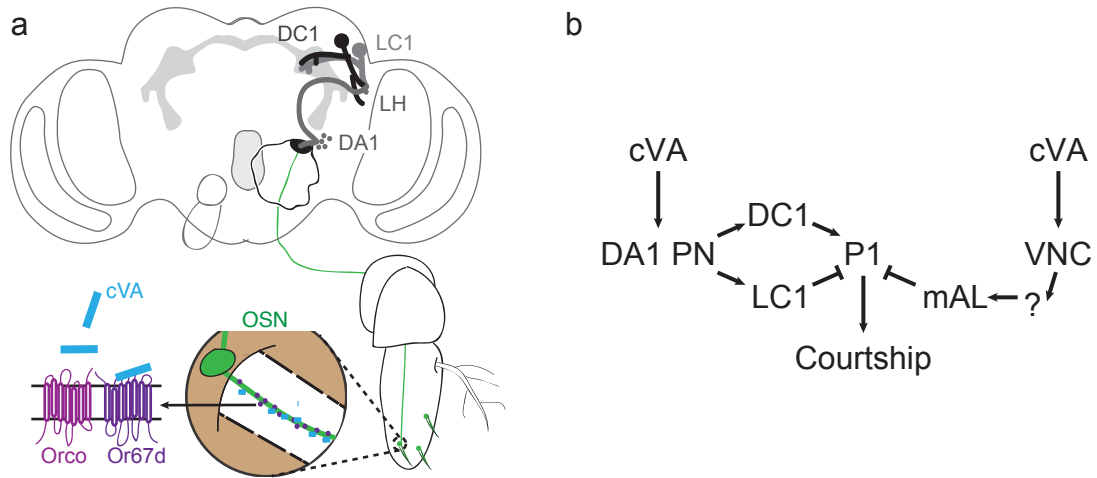 a
DC1
LC1
LH
DA1
cVA
OSN
Orco
Or67d
b
cVA
cVA
DA1 PN
DC1
P1
VNC
LC1
mAL
?
Courtship